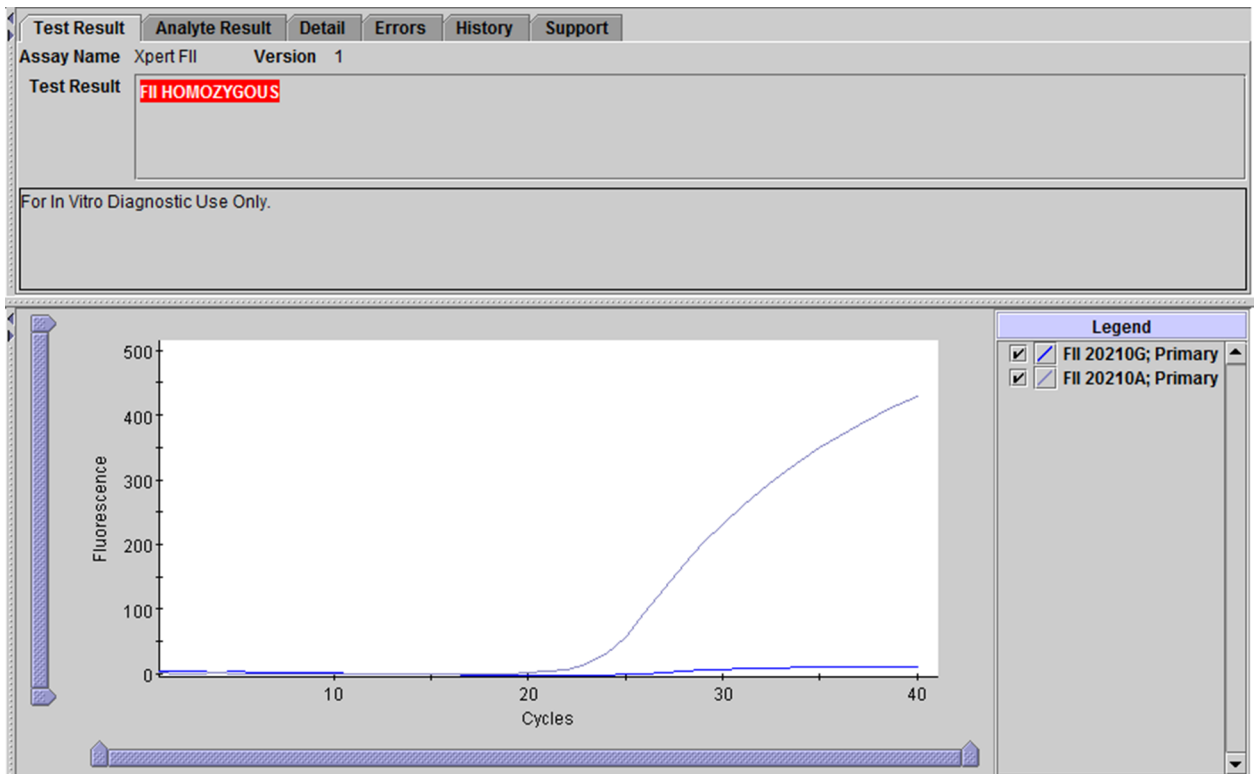 Test Result Analyte Result Detail Errors History Support
Assay Name Xpert FII Version 1
Test Result FII HOMOZYGOUS
For In Vitro Diagnostic Use Only.
Legend
FII 20210G; Primary
FII 20210A; Primary
500
400
300
200
100
0
Fluorescence
10 20 30 40
Cycles